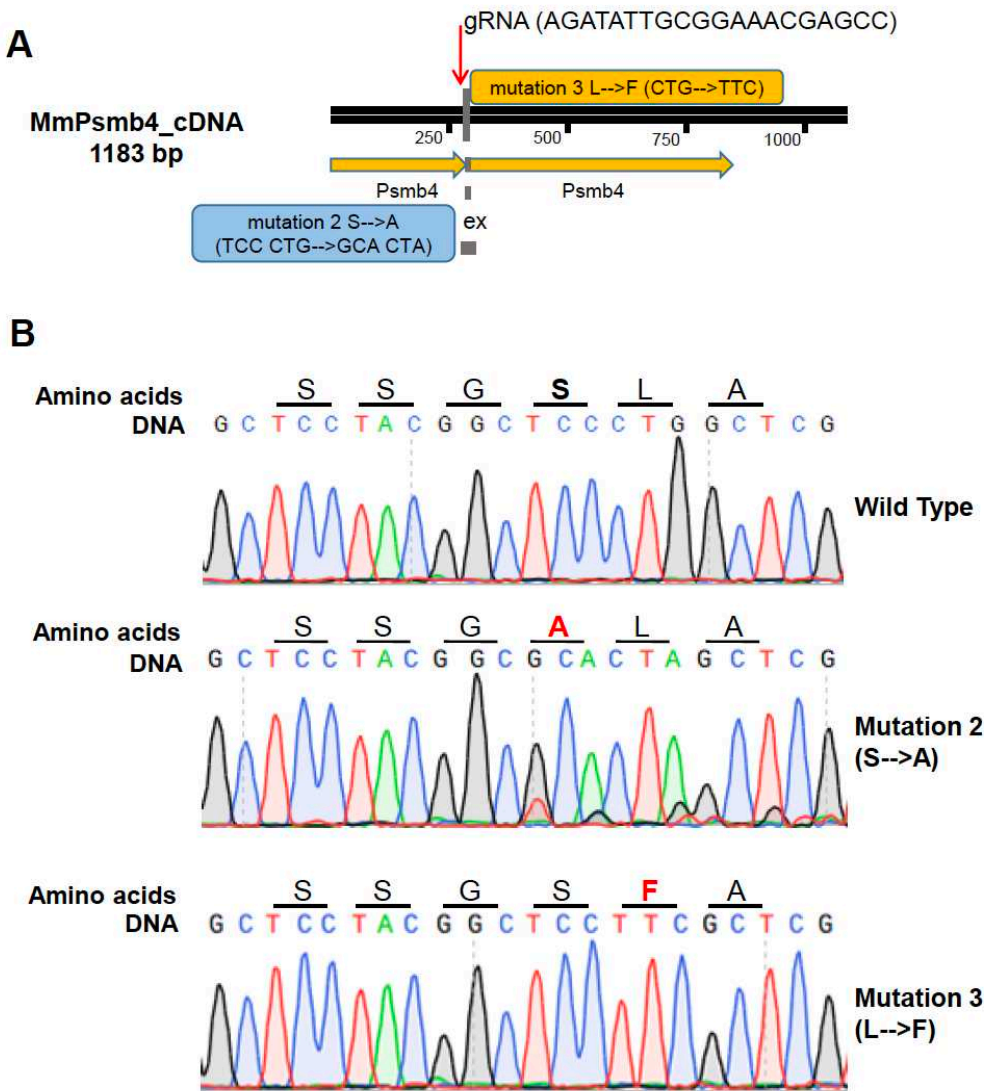 A
gRNA (AGATATTGCGGAAACGAGCC)
mutation 3 L-->F (CTG-->TTC)
MmPsmb4_cDNA
1183 bp
250 500 750 1000
Psmb4 Psmb4
mutation 2 S-->A
(TCC CTG-->GCA CTA)
ex
B
Amino acids S S G S L A
DNA G C T C C T A C G G C T C C C T G G C T C G
Wild Type
Amino acids S S G A L A
DNA G C T C C T A C G G C G C A C T A G C T C G
Mutation 2
(S-->A)
Amino acids S S G S F A
DNA G C T C C T A C G G C T C C T T C G C T C G
Mutation 3
(L-->F)